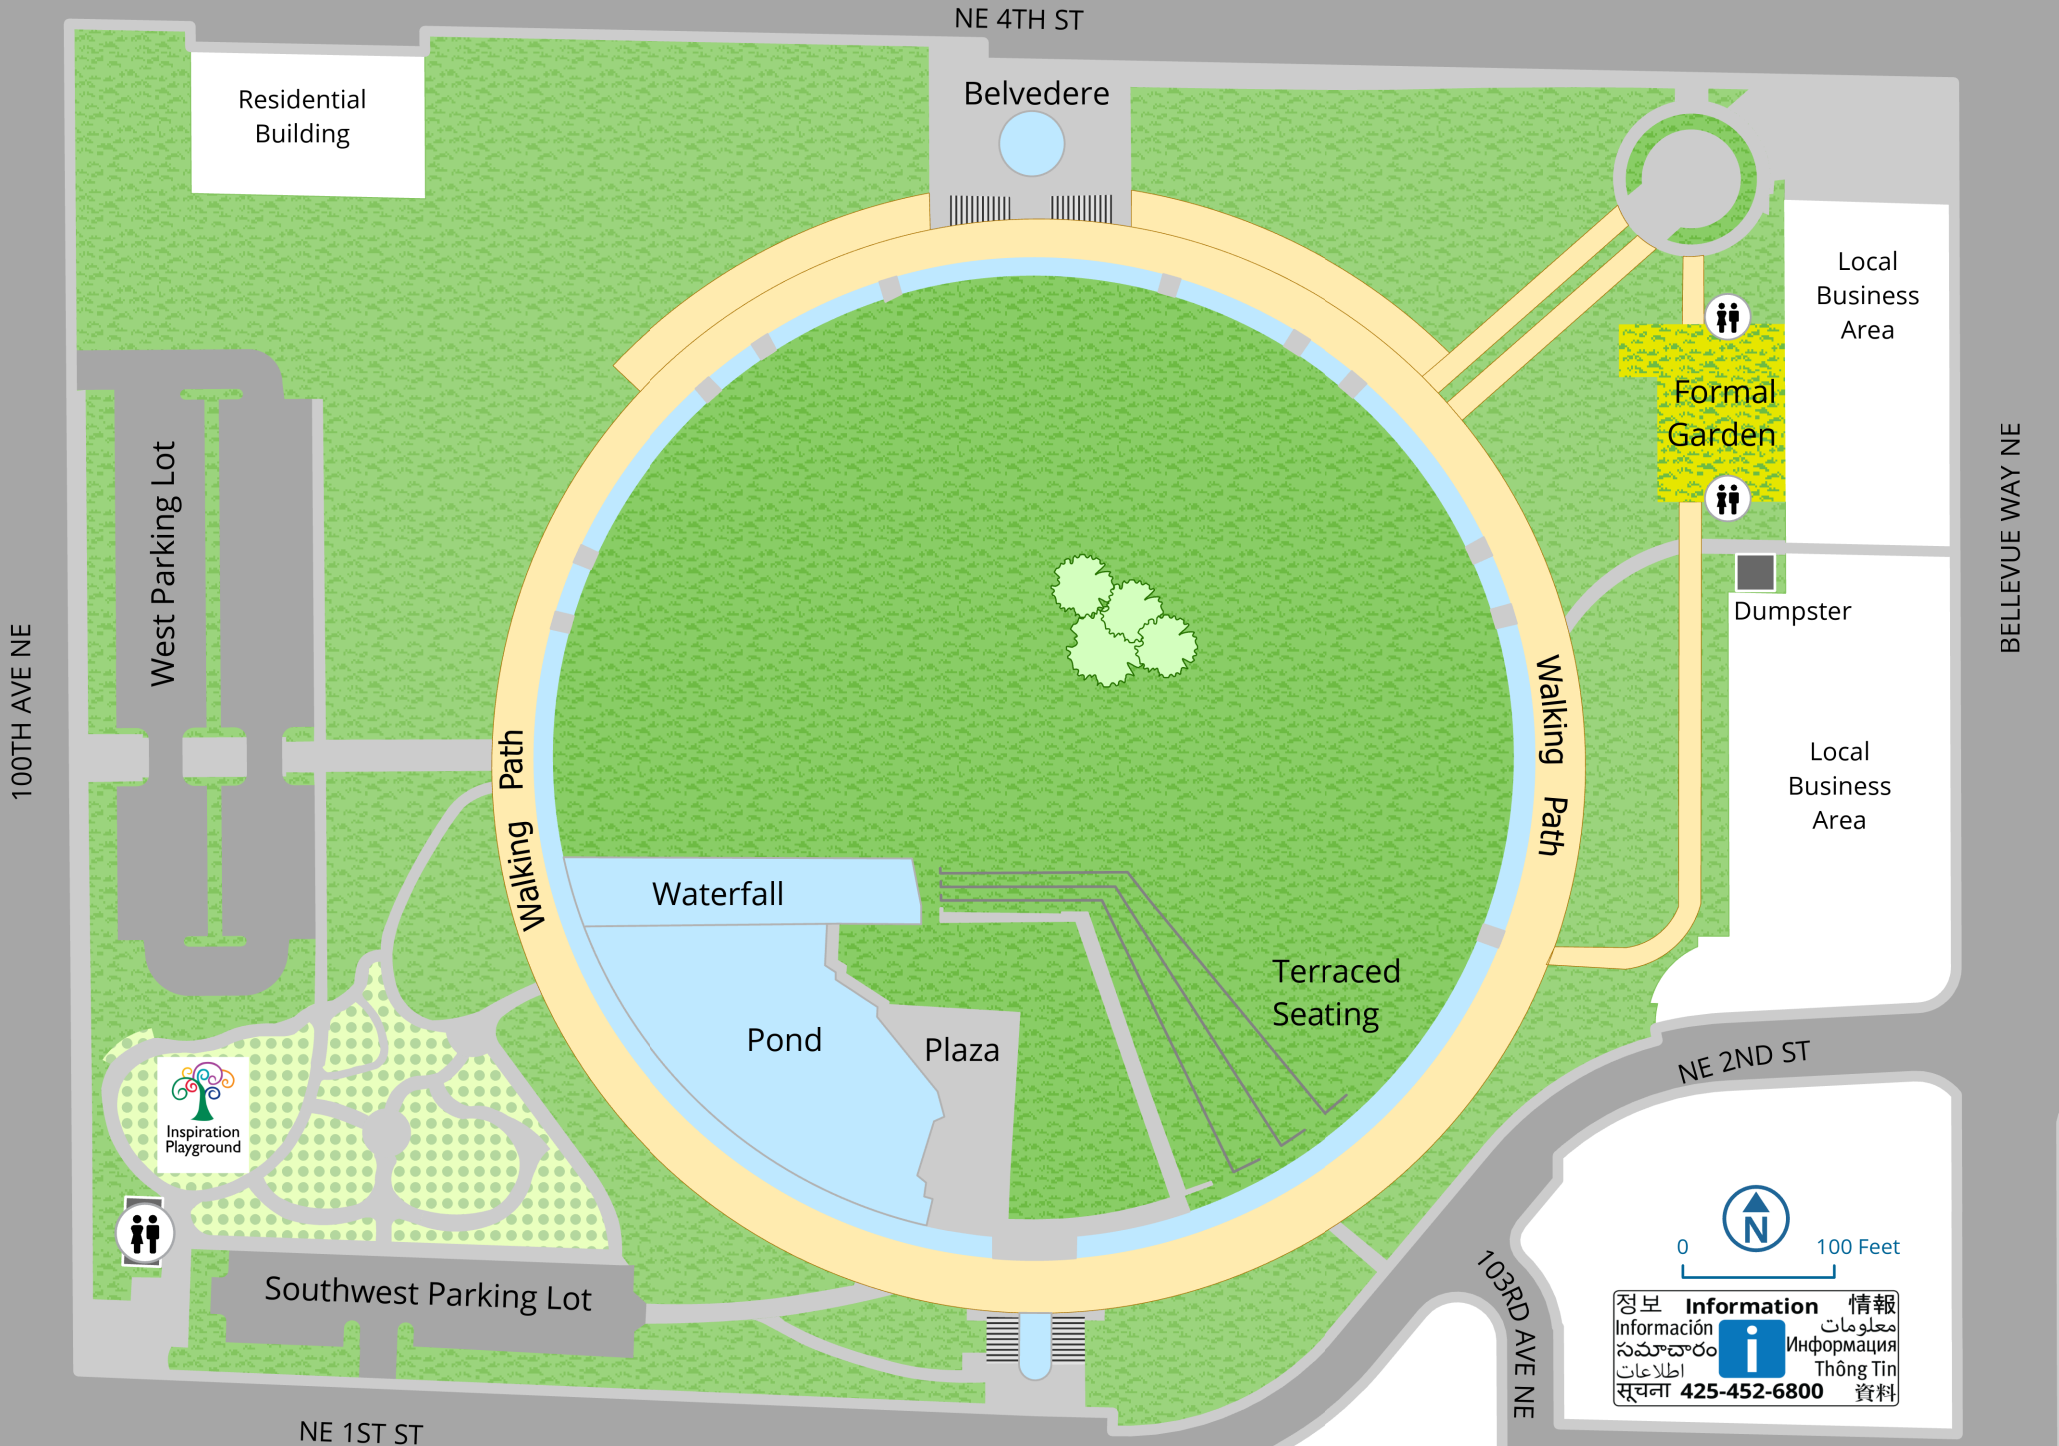 NE 4TH ST
Belvedere
Residential
Building
Local
Business
Area
Formal
Garden
West Parking Lot
100TH AVE NE
BELLEVUE WAY NE
Dumpster
Walking Path
Walking Path
Local
Business
Area
Waterfall
Terraced
Seating
Pond
Plaza
NE 2ND ST
Inspiration
Playground
Southwest Parking Lot
N
0 100 Feet
103RD AVE NE
정보 Information 情報
Información معلومات
సమాచారం i Информация
اطلاعات Thông Tin
सूचना 425-452-6800 資料
NE 1ST ST